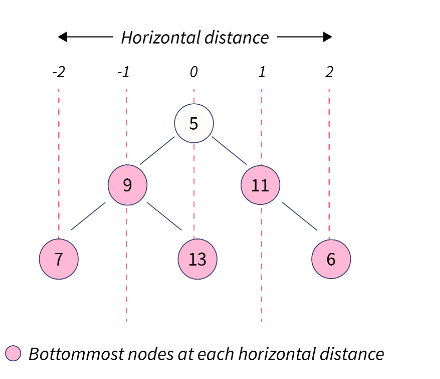 Horizontal distance
-2 -1 0 1 2
5
9 11
7 13 6
Bottommost nodes at each horizontal distance